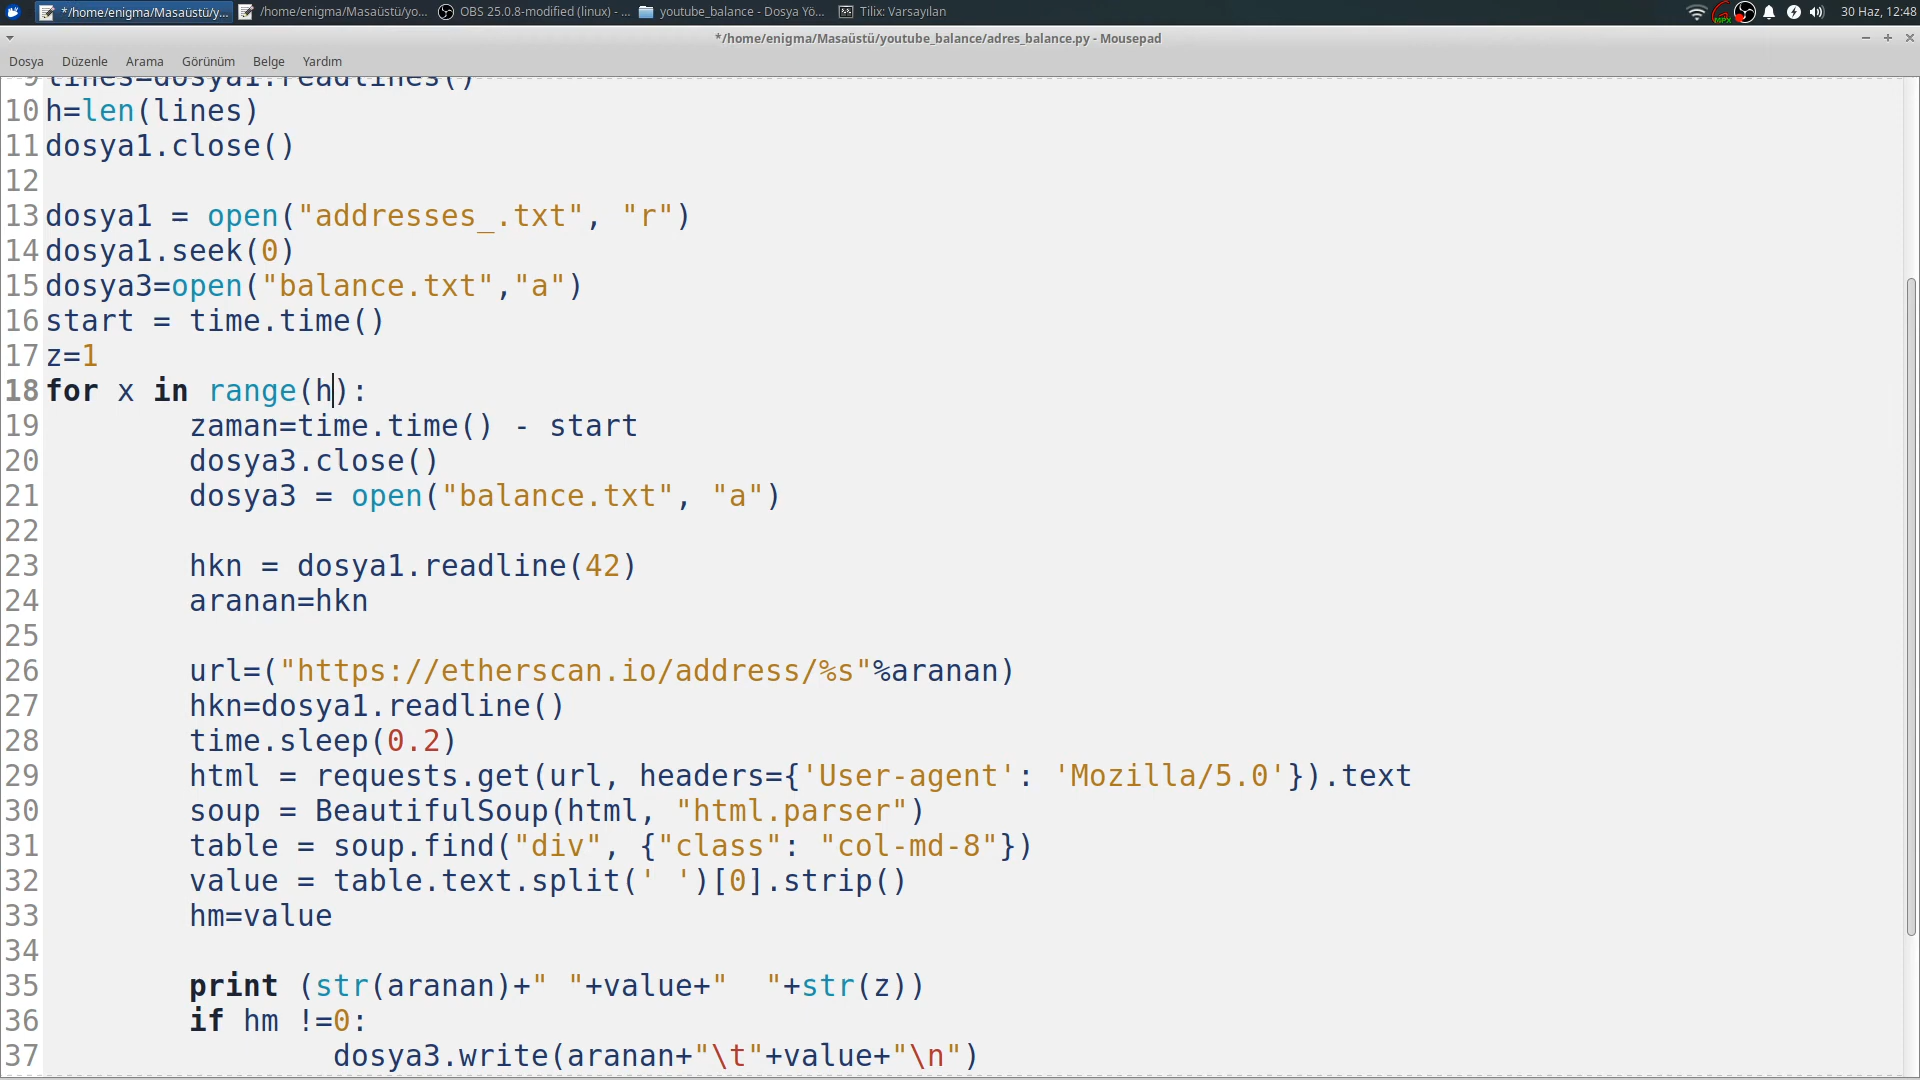 */home/enigma/Masaüstü/y... /home/enigma/Masaüstü/yo... OBS 25.0.8-modified (linux) - ... youtube_balance - Dosya Yö... Tilix: Varsayılan 30 Haz, 12:48
*/home/enigma/Masaüstü/youtube_balance/adres_balance.py - Mousepad
Dosya Düzenle Arama Görünüm Belge Yardım
9 lines=dosya1.readlines()
10 h=len(lines)
11 dosya1.close()
12
13 dosya1 = open("addresses_.txt", "r")
14 dosya1.seek(0)
15 dosya3=open("balance.txt","a")
16 start = time.time()
17 z=1
18 for x in range(h):
19 zaman=time.time() - start
20 dosya3.close()
21 dosya3 = open("balance.txt", "a")
22
23 hkn = dosya1.readline(42)
24 aranan=hkn
25
26 url=("https://etherscan.io/address/%s"%aranan)
27 hkn=dosya1.readline()
28 time.sleep(0.2)
29 html = requests.get(url, headers={'User-agent': 'Mozilla/5.0'}).text
30 soup = BeautifulSoup(html, "html.parser")
31 table = soup.find("div", {"class": "col-md-8"})
32 value = table.text.split(' ')[0].strip()
33 hm=value
34
35 print (str(aranan)+" "+value+"  "+str(z))
36 if hm !=0:
37 dosya3.write(aranan+"\t"+value+"\n")